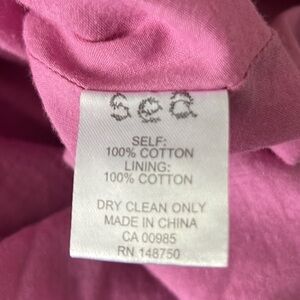 sea
SELF:
100% COTTON
LINING:
100% COTTON
DRY CLEAN ONLY
MADE IN CHINA
CA 00985
RN 148750